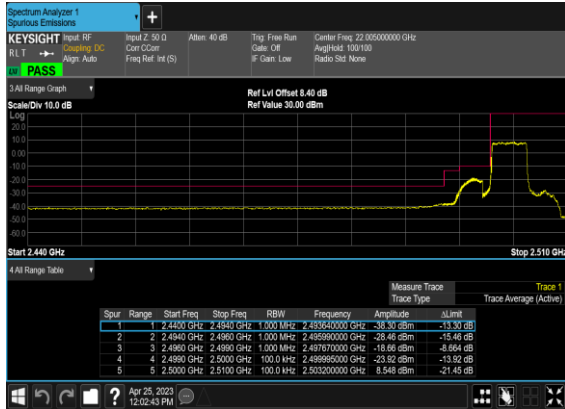 Spectrum Analyzer 1
Spurious Emissions
+
KEYSIGHT Input: RF Input Z: 50 Ω Atten: 40 dB Trig: Free Run Center Freq: 22.005000000 GHz
RLT Coupling: DC Corr CCorr Gate: Off Avg|Hold: 100/100
Align: Auto Freq Ref: Int (S) IF Gain: Low Radio Std: None
PASS
3 All Range Graph
Ref Lvl Offset 8.40 dB
Scale/Div 10.0 dB Ref Value 30.00 dBm
Log
20.0
10.0
0.00
-10.0
-20.0
-30.0
-40.0
-50.0
-60.0
Start 2.440 GHz Stop 2.510 GHz
4 All Range Table
Measure Trace Trace 1
Trace Type Trace Average (Active)
Spur Range Start Freq Stop Freq RBW Frequency Amplitude ΔLimit
1 1 2.4400 GHz 2.4940 GHz 1.000 MHz 2.493640000 GHz -38.30 dBm -13.30 dB
2 2 2.4940 GHz 2.4960 GHz 1.000 MHz 2.495990000 GHz -28.46 dBm -15.46 dB
3 3 2.4960 GHz 2.4990 GHz 1.000 MHz 2.497670000 GHz -18.66 dBm -8.664 dB
4 4 2.4990 GHz 2.5000 GHz 100.0 kHz 2.499995000 GHz -23.92 dBm -13.92 dB
5 5 2.5000 GHz 2.5100 GHz 100.0 kHz 2.503200000 GHz 8.548 dBm -21.45 dB
?
Apr 25, 2023
12:02:43 PM